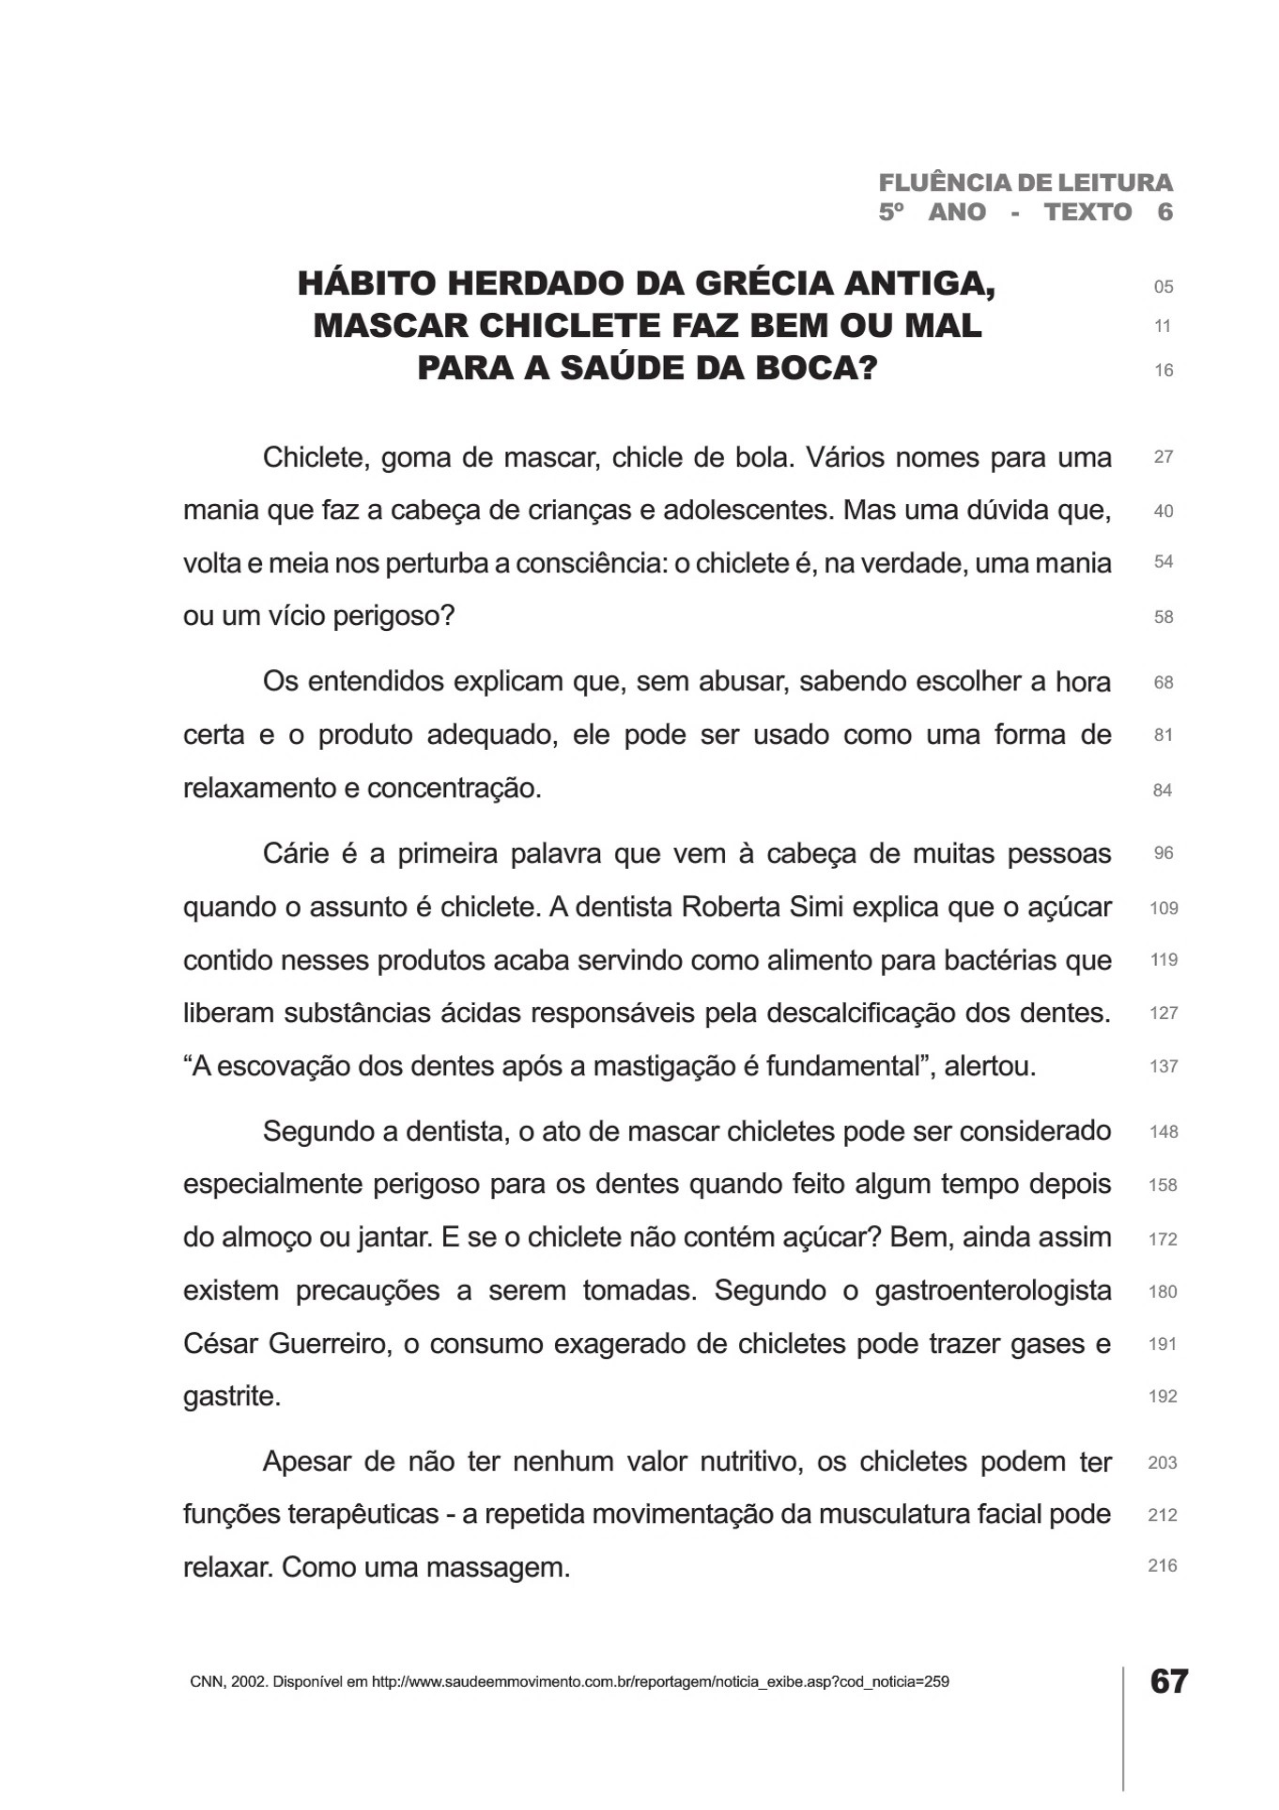 FLUÊNCIA DE LEITURA
5º ANO - TEXTO 6
HÁBITO HERDADO DA GRÉCIA ANTIGA, 05
MASCAR CHICLETE FAZ BEM OU MAL 11
PARA A SAÚDE DA BOCA? 16
Chiclete, goma de mascar, chicle de bola. Vários nomes para uma 27
mania que faz a cabeça de crianças e adolescentes. Mas uma dúvida que, 40
volta e meia nos perturba a consciência: o chiclete é, na verdade, uma mania 54
ou um vício perigoso? 58
Os entendidos explicam que, sem abusar, sabendo escolher a hora 68
certa e o produto adequado, ele pode ser usado como uma forma de 81
relaxamento e concentração. 84
Cárie é a primeira palavra que vem à cabeça de muitas pessoas 96
quando o assunto é chiclete. A dentista Roberta Simi explica que o açúcar 109
contido nesses produtos acaba servindo como alimento para bactérias que 119
liberam substâncias ácidas responsáveis pela descalcificação dos dentes. 127
“A escovação dos dentes após a mastigação é fundamental”, alertou. 137
Segundo a dentista, o ato de mascar chicletes pode ser considerado 148
especialmente perigoso para os dentes quando feito algum tempo depois 158
do almoço ou jantar. E se o chiclete não contém açúcar? Bem, ainda assim 172
existem precauções a serem tomadas. Segundo o gastroenterologista 180
César Guerreiro, o consumo exagerado de chicletes pode trazer gases e 191
gastrite. 192
Apesar de não ter nenhum valor nutritivo, os chicletes podem ter 203
funções terapêuticas - a repetida movimentação da musculatura facial pode 212
relaxar. Como uma massagem. 216
CNN, 2002. Disponível em http://www.saudeemmovimento.com.br/reportagem/noticia_exibe.asp?cod_noticia=259
67